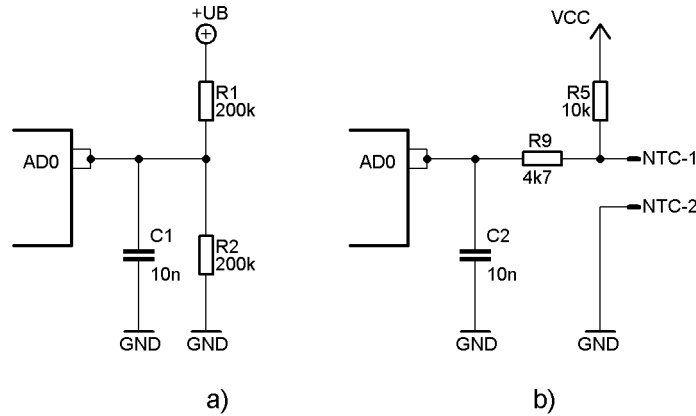 +UB
R1
200k
AD0
C1
10n
R2
200k
GND
GND
a)
VCC
R5
10k
R9
4k7
NTC-1
AD0
NTC-2
C2
10n
GND
GND
b)